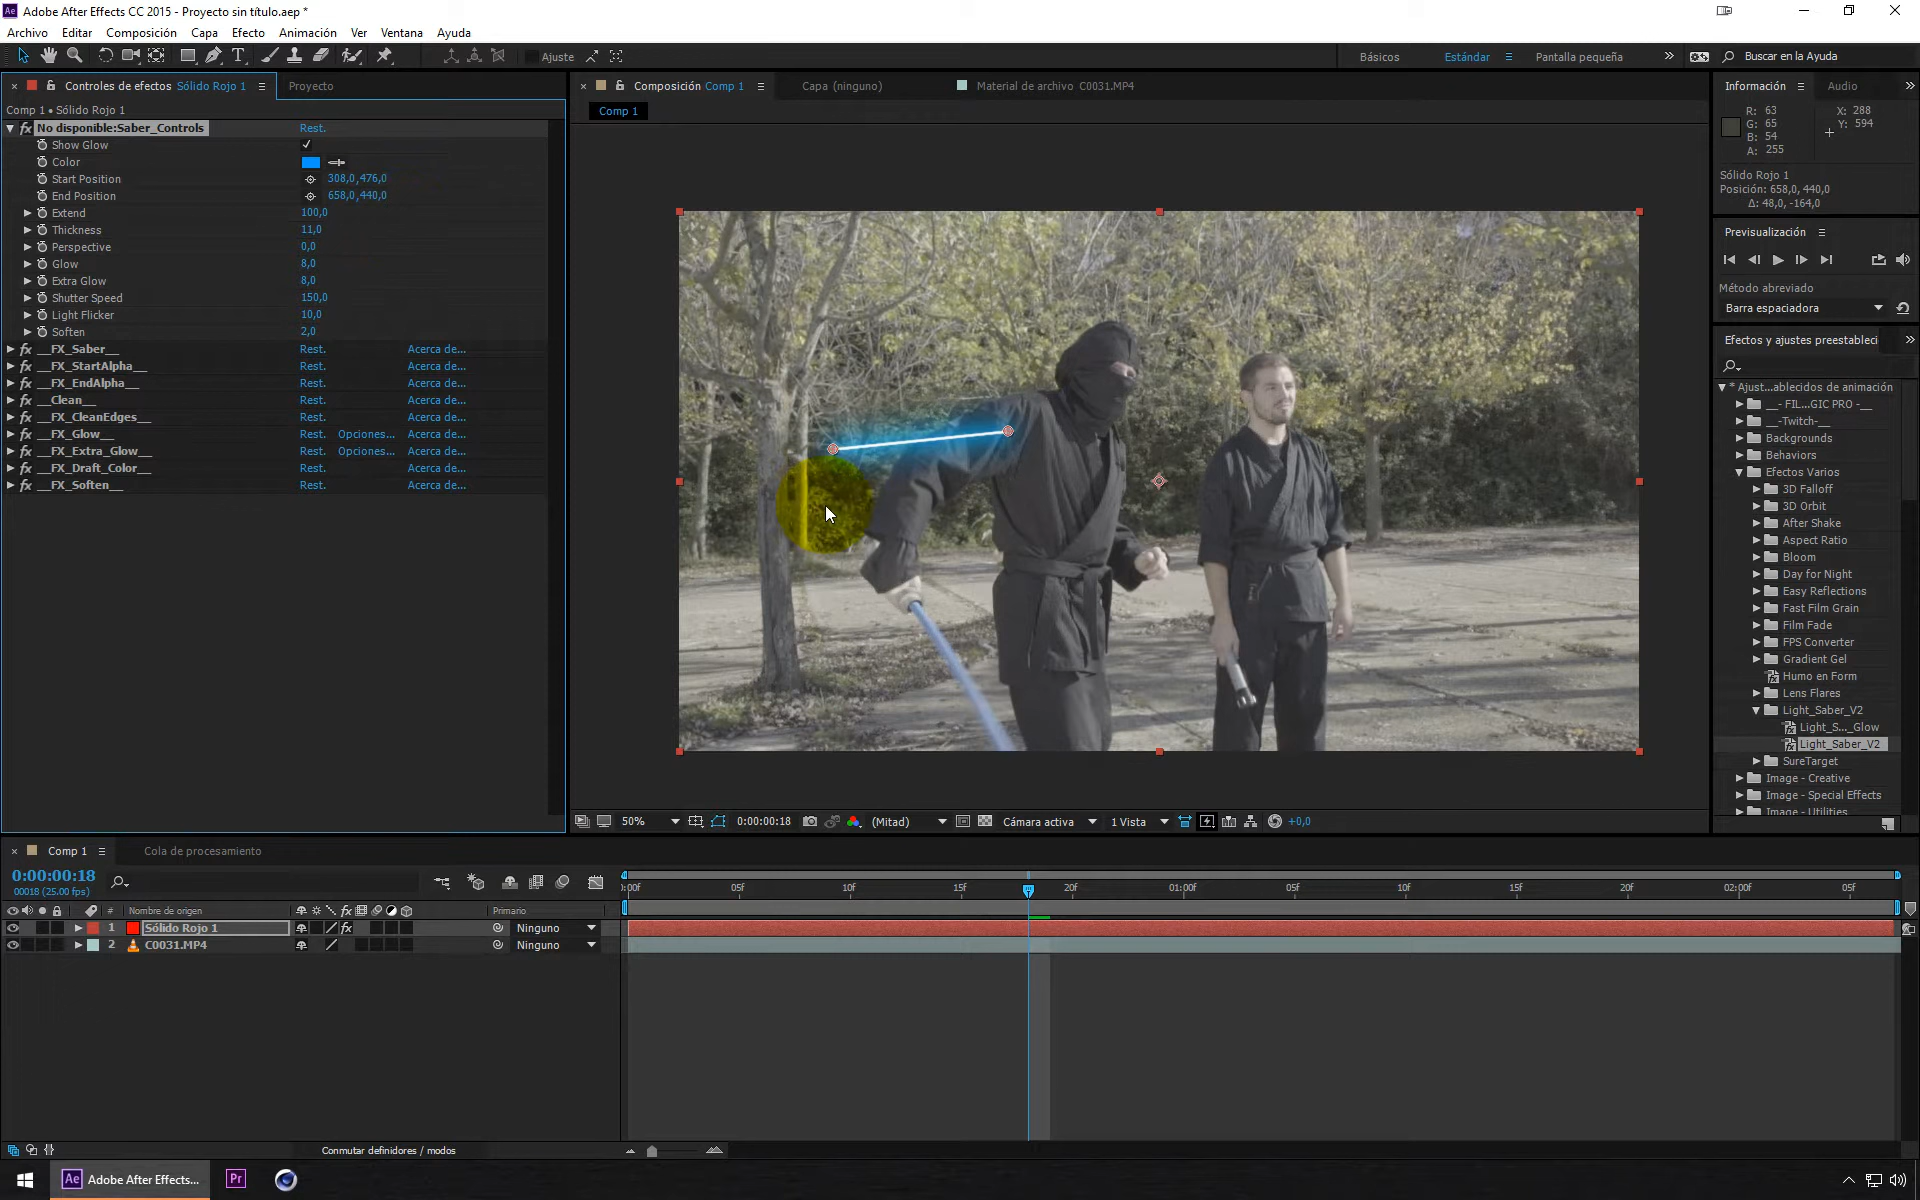 Adobe After Effects CC 2015 - Proyecto sin título.aep *
Archivo Editar Composición Capa Efecto Animación Ver Ventana Ayuda
Ajuste Básicos Estándar Pantalla pequeña Buscar en la Ayuda
Controles de efectos Sólido Rojo 1 Proyecto
Comp 1 • Sólido Rojo 1
No disponible:Saber_Controls Rest.
Show Glow
Color
Start Position 308,0,476,0
End Position 658,0,440,0
Extend 100,0
Thickness 11,0
Perspective 0,0
Glow 8,0
Extra Glow 8,0
Shutter Speed 150,0
Light Flicker 10,0
Soften 2,0
__FX_Saber__ Rest. Acerca de...
__FX_StartAlpha__ Rest. Acerca de...
__FX_EndAlpha__ Rest. Acerca de...
__Clean__ Rest. Acerca de...
__FX_CleanEdges__ Rest. Acerca de...
__FX_Glow__ Rest. Opciones... Acerca de...
__FX_Extra_Glow__ Rest. Opciones... Acerca de...
__FX_Draft_Color__ Rest. Acerca de...
__FX_Soften__ Rest. Acerca de...
Composición Comp 1 Capa (ninguno) Material de archivo C0031.MP4
Comp 1
50% 0:00:00:18 (Mitad) Cámara activa 1 Vista +0,0
Información Audio
R: 63 X: 288
G: 65 Y: 594
B: 54
A: 255
Sólido Rojo 1
Posición: 658,0, 440,0
Δ: 48,0, -164,0
Previsualización
Método abreviado
Barra espaciadora
Efectos y ajustes preestableci
* Ajust...ablecidos de animación
__- FIL...GIC PRO -__
__-Twitch-__
Backgrounds
Behaviors
Efectos Varios
3D Falloff
3D Orbit
After Shake
Aspect Ratio
Bloom
Day for Night
Easy Reflections
Fast Film Grain
Film Fade
FPS Converter
Gradient Gel
Humo en Form
Lens Flares
Light_Saber_V2
Light_S..._Glow
Light_Saber_V2
SureTarget
Image - Creative
Image - Special Effects
Image - Utilities
Comp 1 Cola de procesamiento
0:00:00:18
00018 (25.00 fps)
:00f 05f 10f 15f 20f 01:00f 05f 10f 15f 20f 02:00f 05f
# Nombre de origen Primario
1 Sólido Rojo 1 Ninguno
2 C0031.MP4 Ninguno
Conmutar definidores / modos
Ae Adobe After Effects... Pr